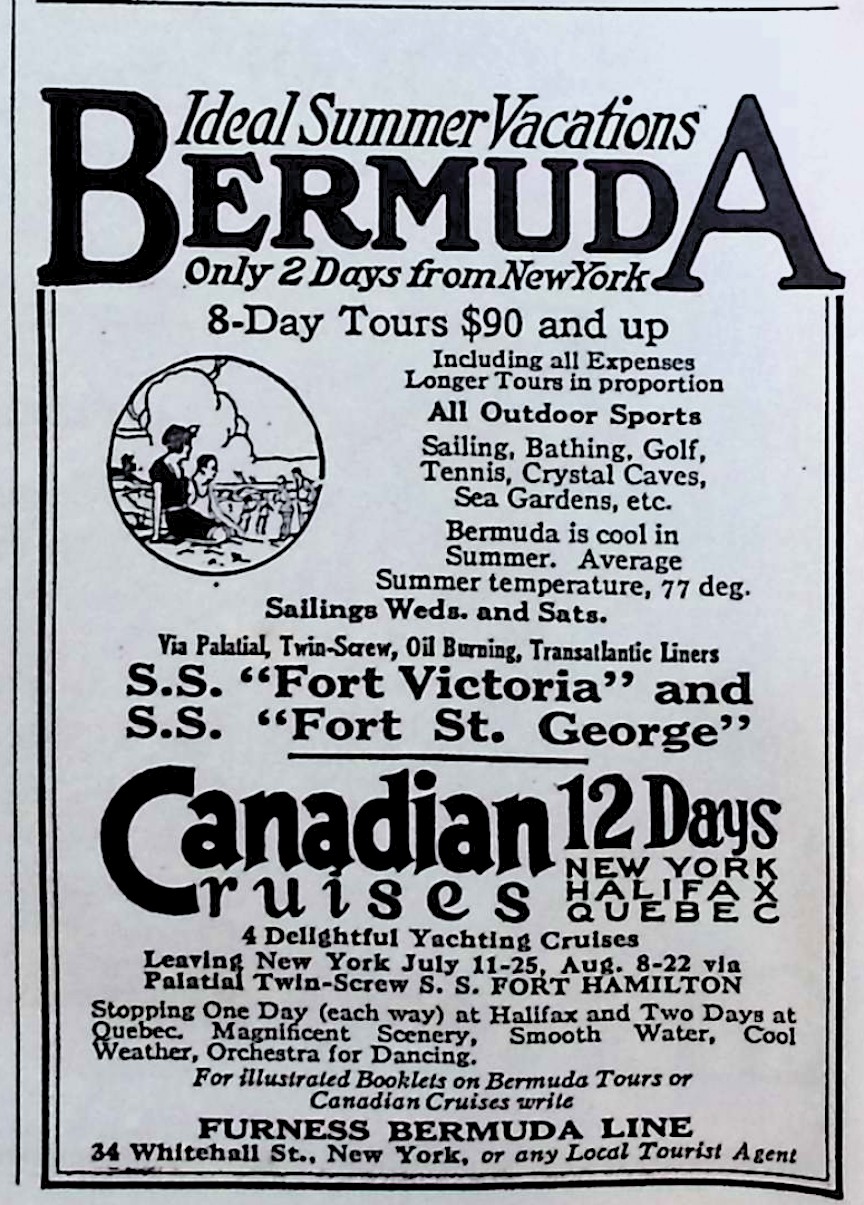 Ideal Summer Vacations
BERMUDA
Only 2 Days from New York
8-Day Tours $90 and up
Including all Expenses
Longer Tours in proportion
All Outdoor Sports
Sailing, Bathing, Golf,
Tennis, Crystal Caves,
Sea Gardens, etc.
Bermuda is cool in
Summer. Average
Summer temperature, 77 deg.
Sailings Weds. and Sats.
Via Palatial, Twin-Screw, Oil Burning, Transatlantic Liners
S.S. “Fort Victoria” and
S.S. “Fort St. George”
Canadian 12 Days
Cruises NEW YORK
HALIFAX
QUEBEC
4 Delightful Yachting Cruises
Leaving New York July 11-25, Aug. 8-22 via
Palatial Twin-Screw S. S. FORT HAMILTON
Stopping One Day (each way) at Halifax and Two Days at
Quebec. Magnificent Scenery, Smooth Water, Cool
Weather, Orchestra for Dancing.
For illustrated Booklets on Bermuda Tours or
Canadian Cruises write
FURNESS BERMUDA LINE
34 Whitehall St., New York, or any Local Tourist Agent